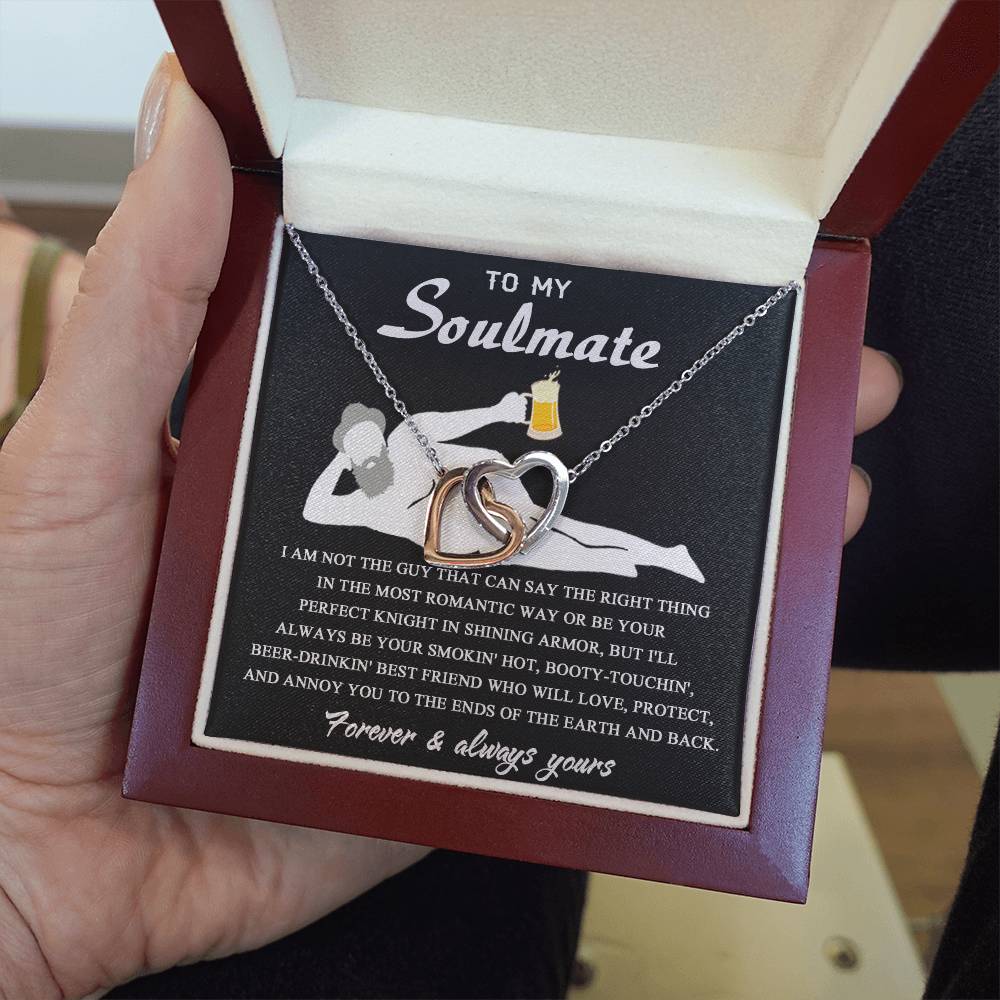 TO MY
Soulmate
I AM NOT THE GUY THAT CAN SAY THE RIGHT THING
IN THE MOST ROMANTIC WAY OR BE YOUR
PERFECT KNIGHT IN SHINING ARMOR, BUT I'LL
ALWAYS BE YOUR SMOKIN' HOT, BOOTY-TOUCHIN',
BEER-DRINKIN' BEST FRIEND WHO WILL LOVE, PROTECT,
AND ANNOY YOU TO THE ENDS OF THE EARTH AND BACK.
Forever & always yours